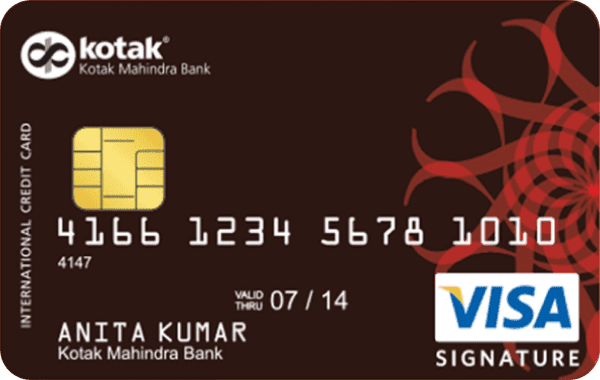 kotak®
Kotak Mahindra Bank
INTERNATIONAL CREDIT CARD
4166 1234 5678 1010
4147
VALID THRU 07 / 14
ANITA KUMAR
Kotak Mahindra Bank
VISA
SIGNATURE